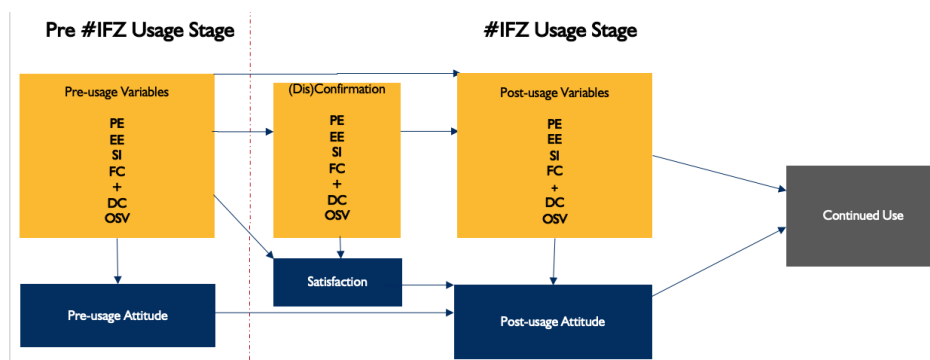 Pre #IFZ Usage Stage
#IFZ Usage Stage
Pre-usage Variables
PE
EE
SI
FC
+
DC
OSV
(Dis)Confirmation
PE
EE
SI
FC
+
DC
OSV
Post-usage Variables
PE
EE
SI
FC
+
DC
OSV
Continued Use
Satisfaction
Pre-usage Attitude
Post-usage Attitude